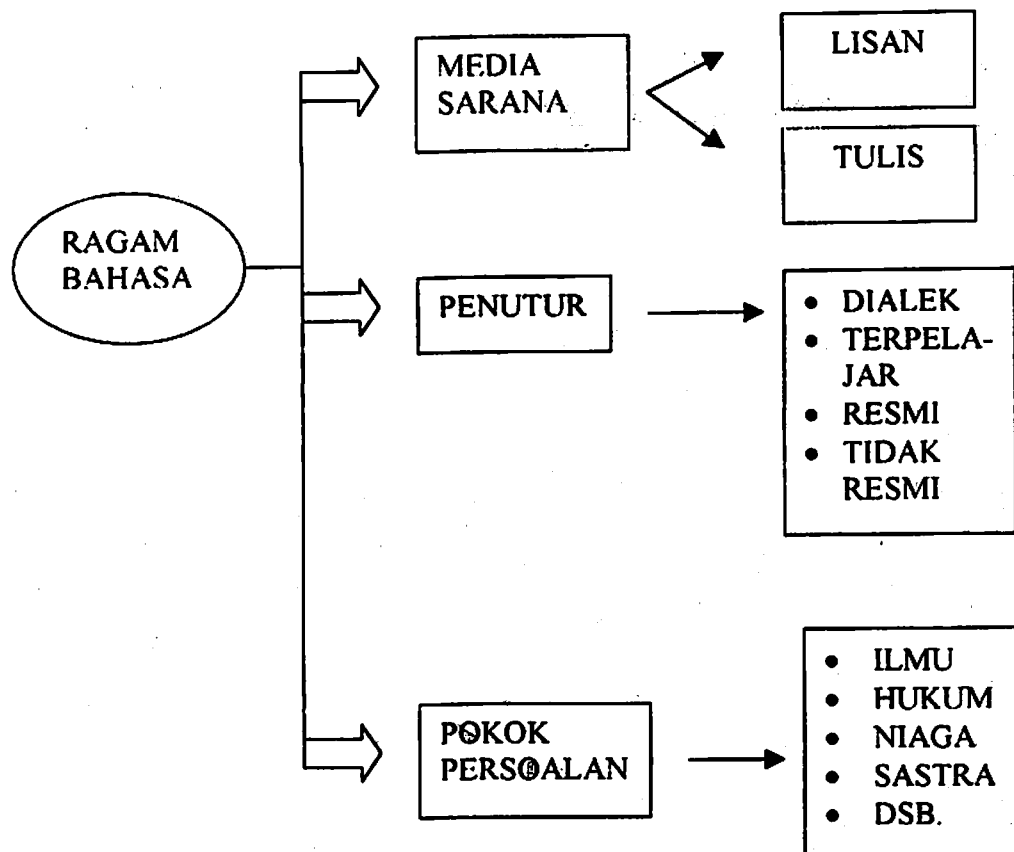 RAGAM
BAHASA
MEDIA
SARANA
LISAN
TULIS
PENUTUR
• DIALEK
• TERPELA-
JAR
• RESMI
• TIDAK
RESMI
POKOK
PERSOALAN
• ILMU
• HUKUM
• NIAGA
• SASTRA
• DSB.